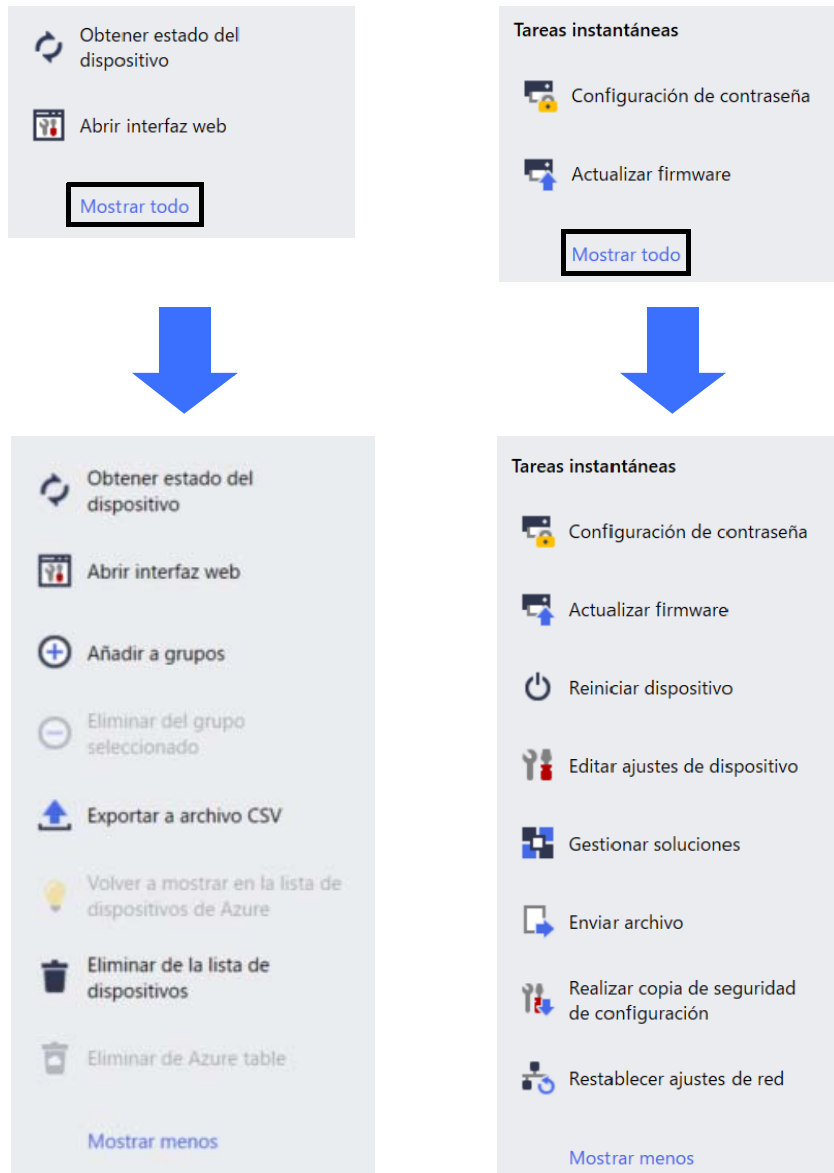 Obtener estado del
dispositivo
Abrir interfaz web
Mostrar todo
Tareas instantáneas
Configuración de contraseña
Actualizar firmware
Mostrar todo
Obtener estado del
dispositivo
Abrir interfaz web
Añadir a grupos
Eliminar del grupo
seleccionado
Exportar a archivo CSV
Volver a mostrar en la lista de
dispositivos de Azure
Eliminar de la lista de
dispositivos
Eliminar de Azure table
Mostrar menos
Tareas instantáneas
Configuración de contraseña
Actualizar firmware
Reiniciar dispositivo
Editar ajustes de dispositivo
Gestionar soluciones
Enviar archivo
Realizar copia de seguridad
de configuración
Restablecer ajustes de red
Mostrar menos